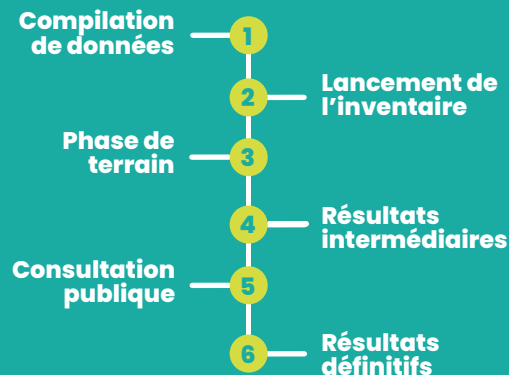 Compilation
de données
1
2
Lancement de
l'inventaire
Phase de
terrain
3
4
Résultats
intermédiaires
Consultation
publique
5
6
Résultats
définitifs